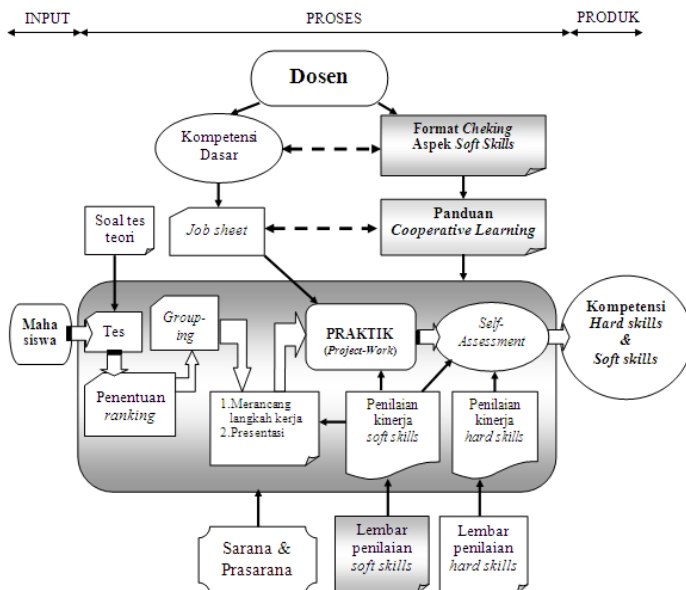 INPUT
PROSES
PRODUK
Dosen
Kompetensi
Dasar
Format Cheking
Aspek Soft Skills
Soal tes
teori
Job sheet
Panduan
Cooperative Learning
Maha
siswa
Tes
Group-
ing
PRAKTIK
(Project-Work)
Self-
Assessment
Kompetensi
Hard skills
&
Soft skills
Penentuan
ranking
1.Merancang
langkah kerja
2.Presentasi
Penilaian
kinerja
soft skills
Penilaian
kinerja
hard skills
Sarana &
Prasarana
Lembar
penilaian
soft skills
Lembar
penilaian
hard skills